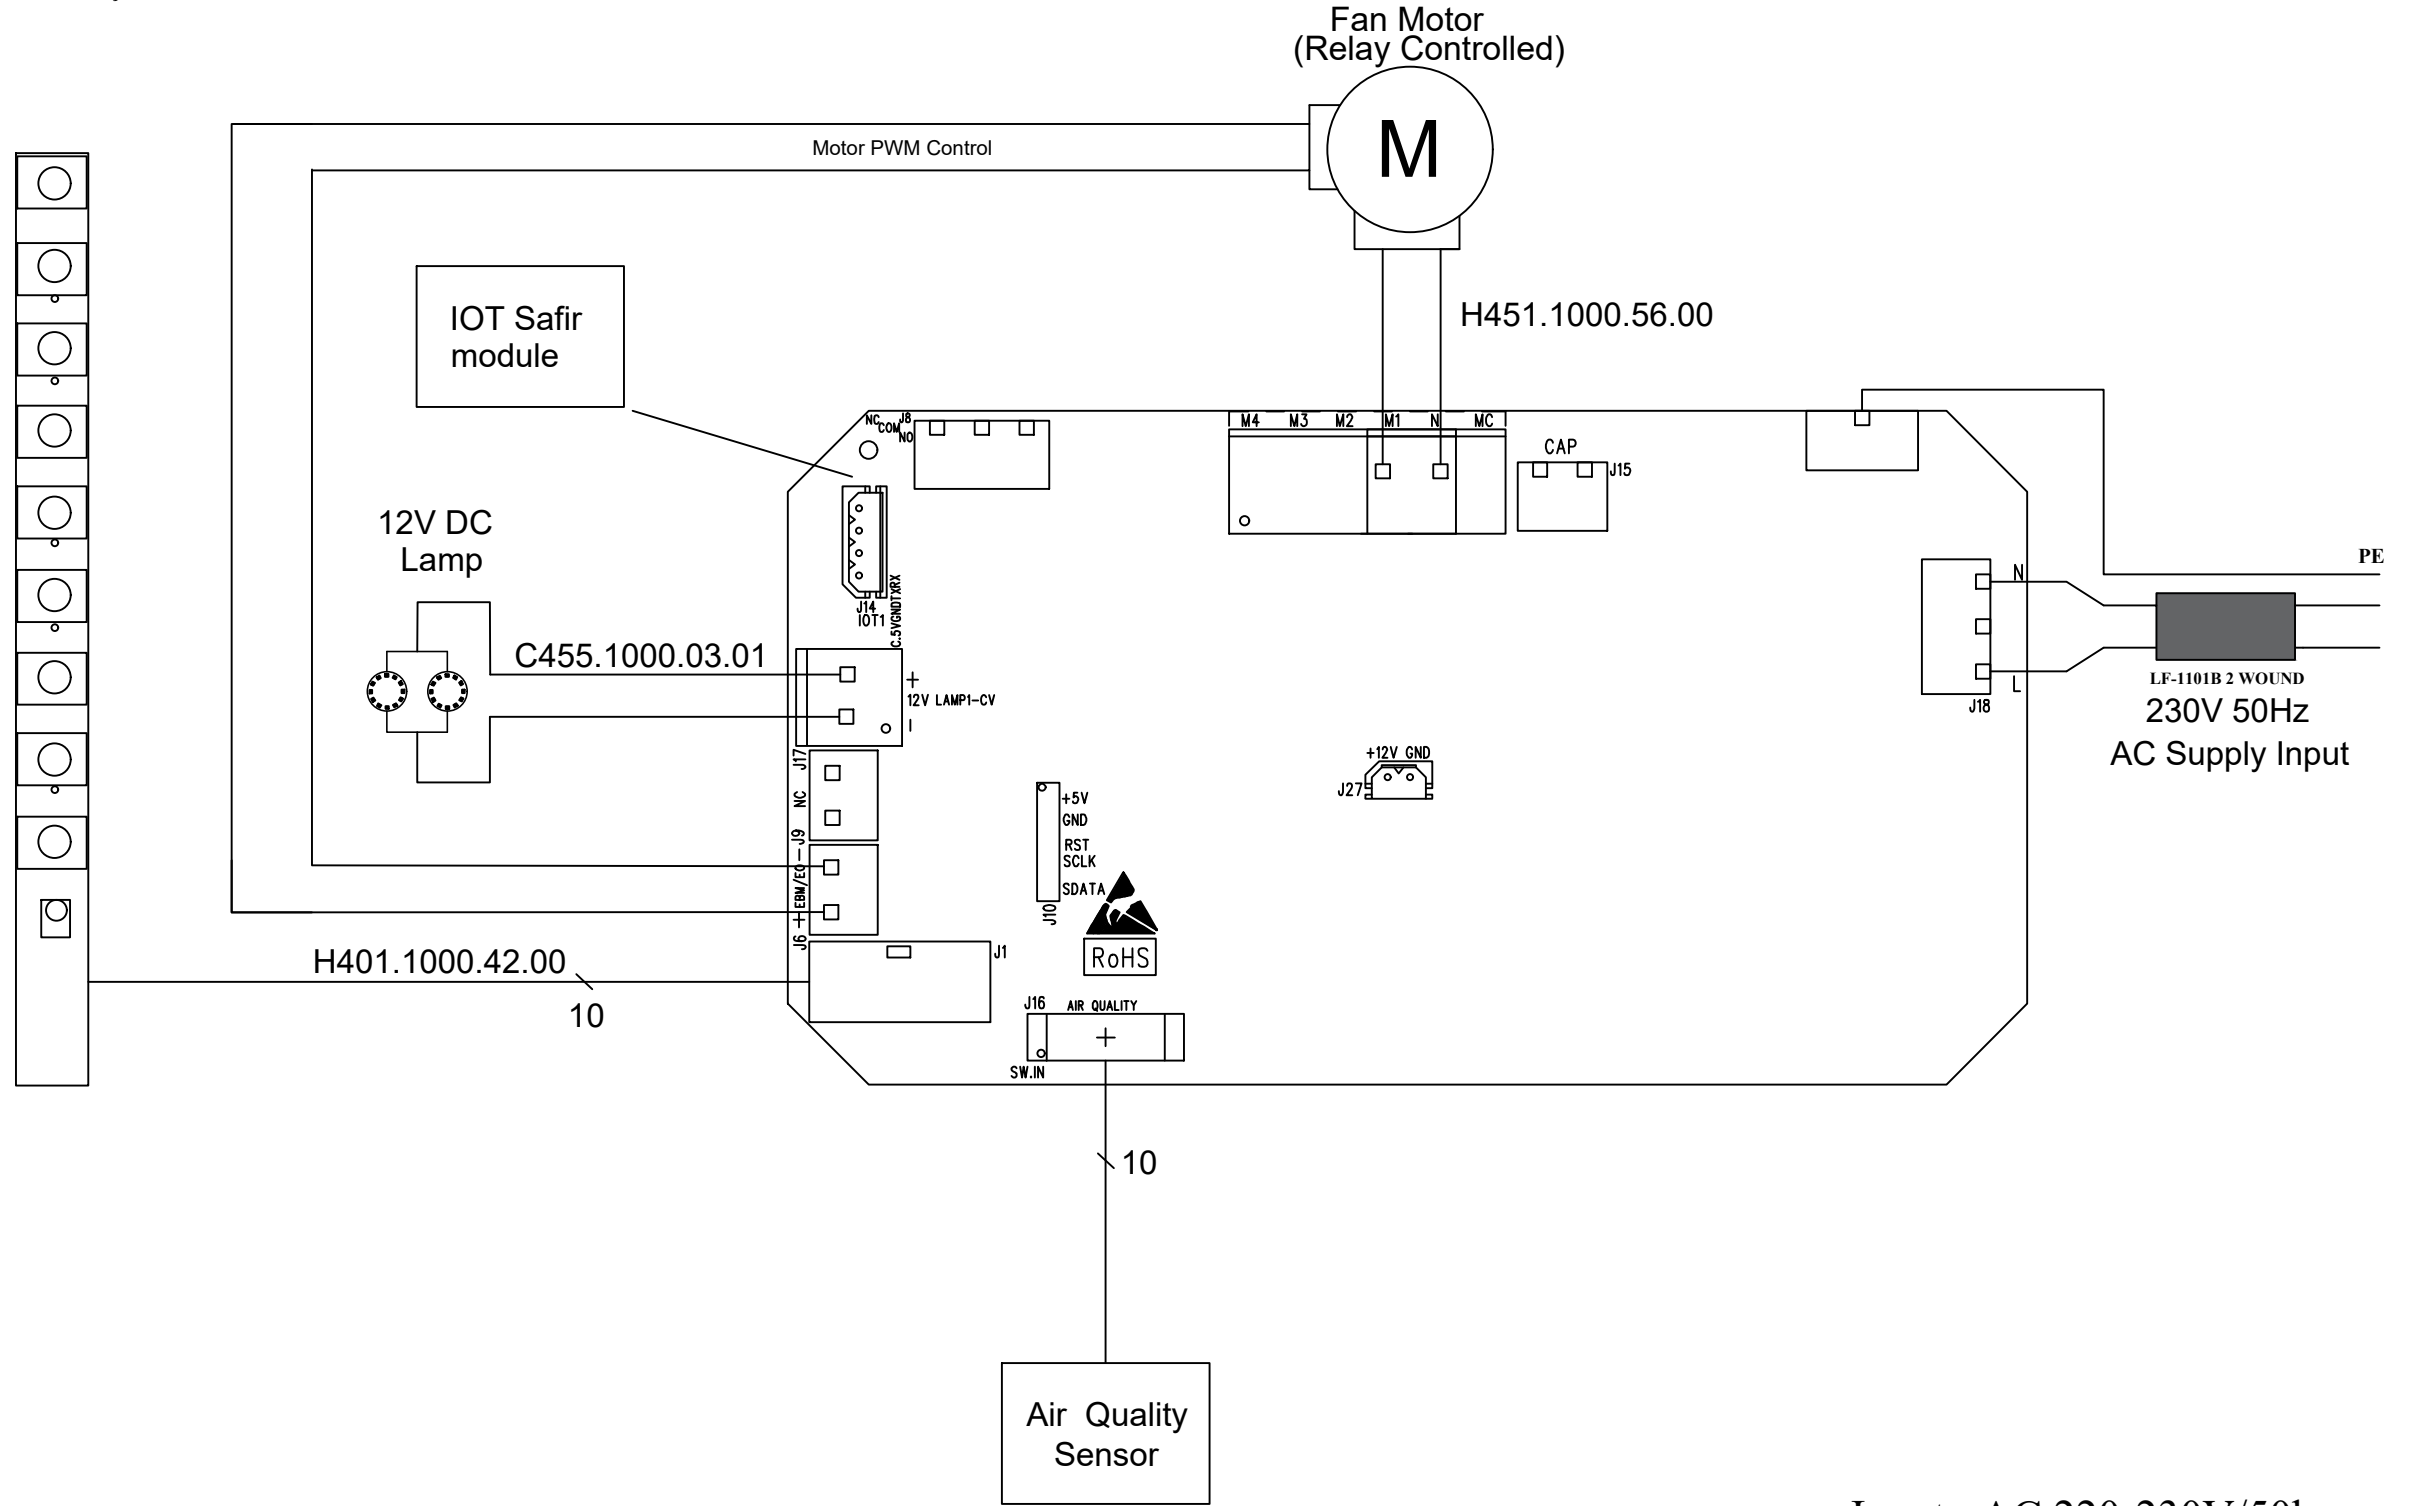 Fan Motor
(Relay Controlled)
M
Motor PWM Control
IOT Safir
module
H451.1000.56.00
NC
COM
NO
J8
M4 M3 M2 M1 N MC
CAP
J15
12V DC
Lamp
J14
IOT1
C.5VGNDTXRX
PE
N
L
J18
LF-1101B 2 WOUND
230V 50Hz
AC Supply Input
C455.1000.03.01
+
12V LAMP1-CV
-
J17
NC
J9
+12V GND
J27
+5V
GND
RST
SCLK
SDATA
J10
- EBM/EC +
J6
RoHS
H401.1000.42.00
10
J1
J16 AIR QUALITY
+
SW.IN
10
Air Quality
Sensor